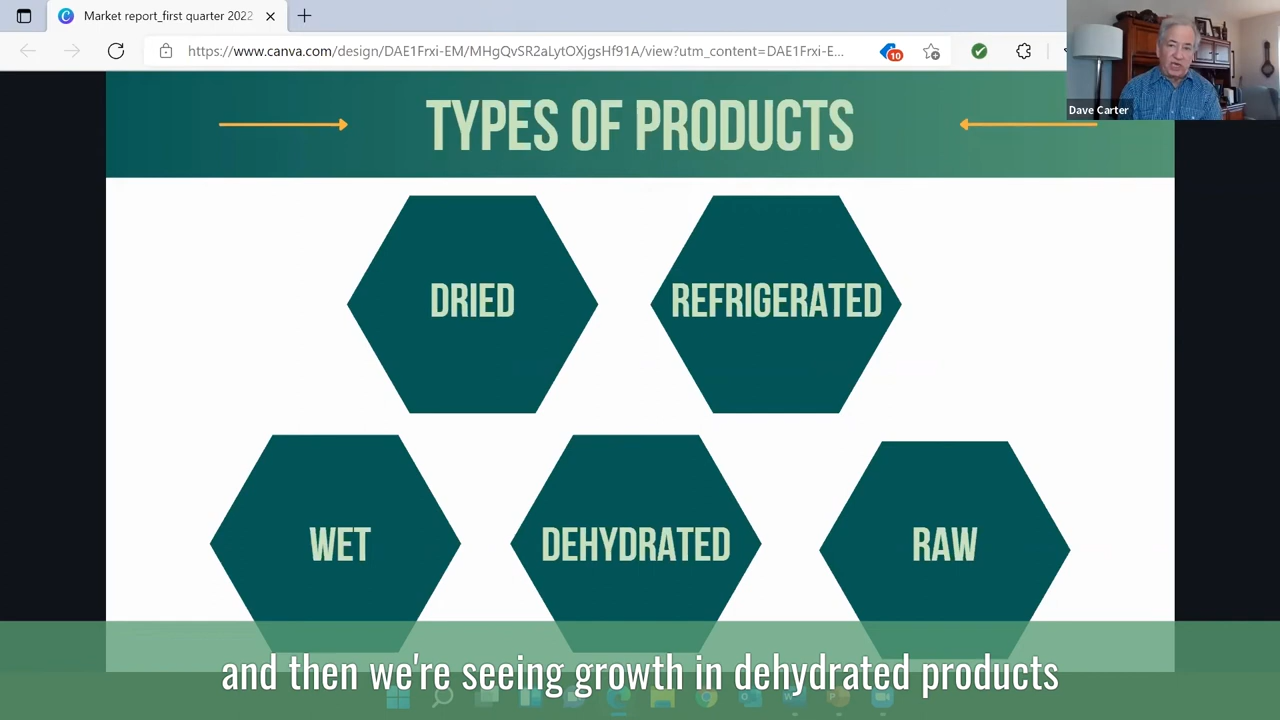 Market report_first quarter 2022
https://www.canva.com/design/DAE1Frxi-EM/MHgQvSR2aLytOXjgsHf91A/view?utm_content=DAE1Frxi-E...
10
Dave Carter
TYPES OF PRODUCTS
DRIED
REFRIGERATED
WET
DEHYDRATED
RAW
and then we're seeing growth in dehydrated products